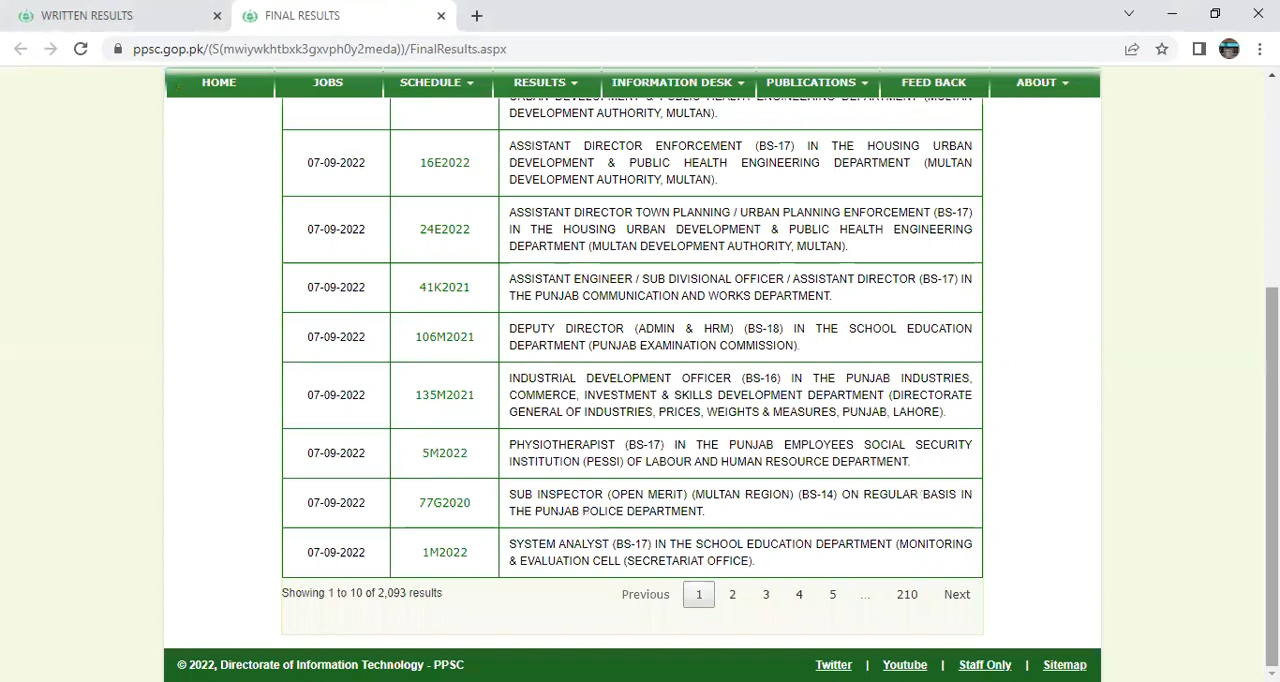 WRITTEN RESULTS
FINAL RESULTS
ppsc.gop.pk/(S(mwiywkhtbxk3gxvph0y2meda))/FinalResults.aspx
HOME JOBS SCHEDULE RESULTS INFORMATION DESK PUBLICATIONS FEED BACK ABOUT
URBAN DEVELOPMENT & PUBLIC HEALTH ENGINEERING DEPARTMENT (MULTAN
DEVELOPMENT AUTHORITY, MULTAN).
07-09-2022 16E2022
ASSISTANT DIRECTOR ENFORCEMENT (BS-17) IN THE HOUSING URBAN
DEVELOPMENT & PUBLIC HEALTH ENGINEERING DEPARTMENT (MULTAN
DEVELOPMENT AUTHORITY, MULTAN).
07-09-2022 24E2022
ASSISTANT DIRECTOR TOWN PLANNING / URBAN PLANNING ENFORCEMENT (BS-17)
IN THE HOUSING URBAN DEVELOPMENT & PUBLIC HEALTH ENGINEERING
DEPARTMENT (MULTAN DEVELOPMENT AUTHORITY, MULTAN).
07-09-2022 41K2021
ASSISTANT ENGINEER / SUB DIVISIONAL OFFICER / ASSISTANT DIRECTOR (BS-17) IN
THE PUNJAB COMMUNICATION AND WORKS DEPARTMENT.
07-09-2022 106M2021
DEPUTY DIRECTOR (ADMIN & HRM) (BS-18) IN THE SCHOOL EDUCATION
DEPARTMENT (PUNJAB EXAMINATION COMMISSION).
07-09-2022 135M2021
INDUSTRIAL DEVELOPMENT OFFICER (BS-16) IN THE PUNJAB INDUSTRIES,
COMMERCE, INVESTMENT & SKILLS DEVELOPMENT DEPARTMENT (DIRECTORATE
GENERAL OF INDUSTRIES, PRICES, WEIGHTS & MEASURES, PUNJAB, LAHORE).
07-09-2022 5M2022
PHYSIOTHERAPIST (BS-17) IN THE PUNJAB EMPLOYEES SOCIAL SECURITY
INSTITUTION (PESSI) OF LABOUR AND HUMAN RESOURCE DEPARTMENT.
07-09-2022 77G2020
SUB INSPECTOR (OPEN MERIT) (MULTAN REGION) (BS-14) ON REGULAR BASIS IN
THE PUNJAB POLICE DEPARTMENT.
07-09-2022 1M2022
SYSTEM ANALYST (BS-17) IN THE SCHOOL EDUCATION DEPARTMENT (MONITORING
& EVALUATION CELL (SECRETARIAT OFFICE).
Showing 1 to 10 of 2,093 results
Previous 1 2 3 4 5 ... 210 Next
© 2022, Directorate of Information Technology - PPSC
Twitter | Youtube | Staff Only | Sitemap